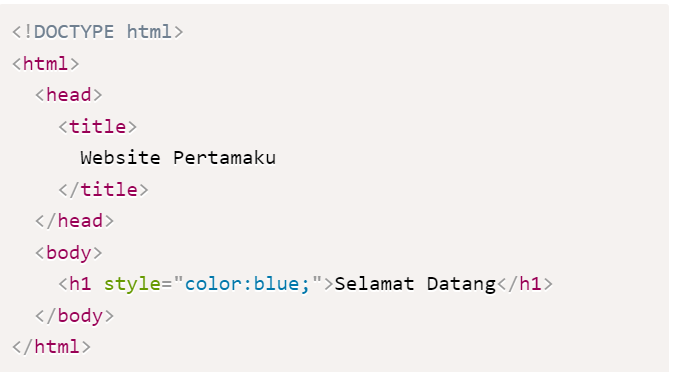 <!DOCTYPE html>
<html>
<head>
<title>
Website Pertamaku
</title>
</head>
<body>
<h1 style="color:blue;">Selamat Datang</h1>
</body>
</html>